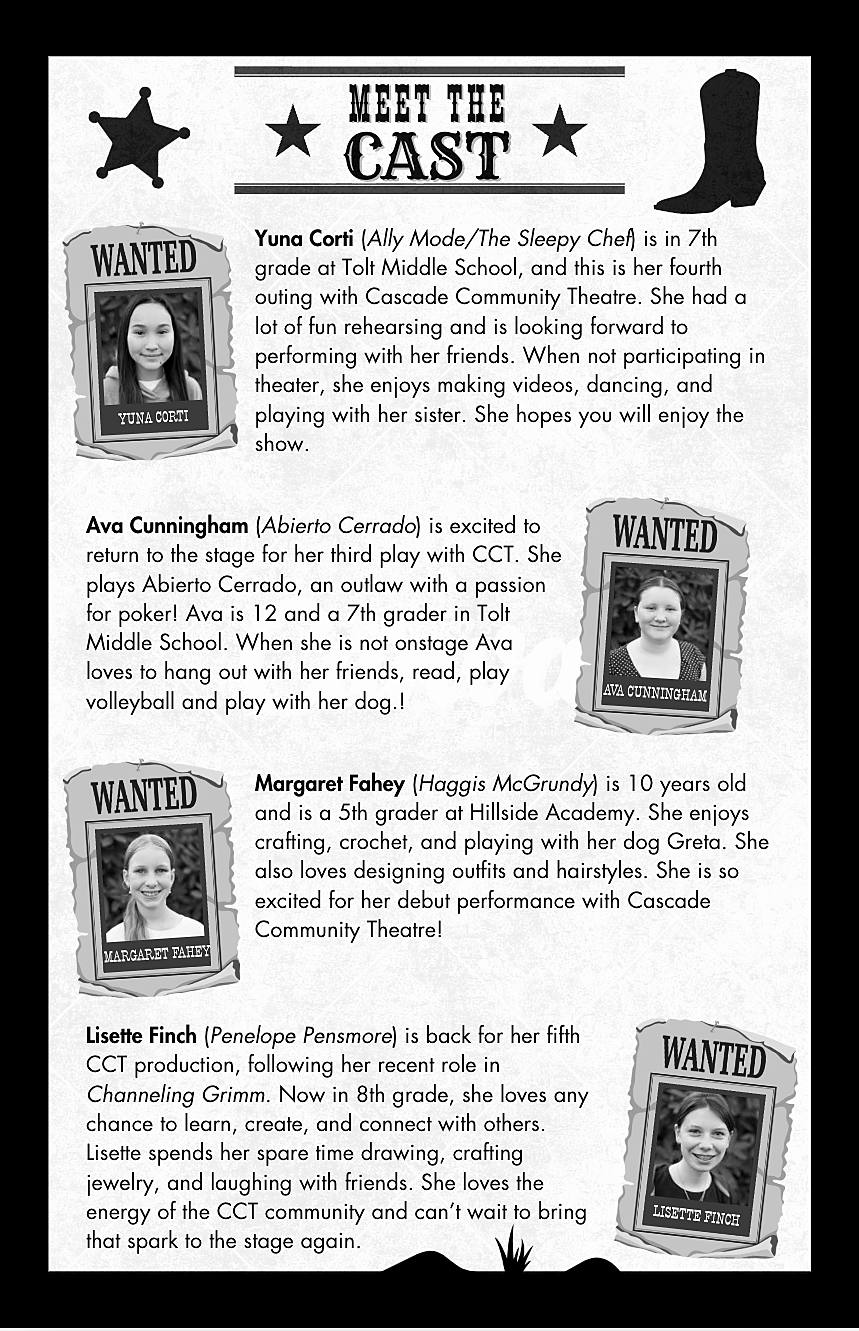 MEET THE
CAST
WANTED
YUNA CORTI
Yuna Corti (Ally Mode/The Sleepy Chef) is in 7th
grade at Tolt Middle School, and this is her fourth
outing with Cascade Community Theatre. She had a
lot of fun rehearsing and is looking forward to
performing with her friends. When not participating in
theater, she enjoys making videos, dancing, and
playing with her sister. She hopes you will enjoy the
show.
Ava Cunningham (Abierto Cerrado) is excited to
return to the stage for her third play with CCT. She
plays Abierto Cerrado, an outlaw with a passion
for poker! Ava is 12 and a 7th grader in Tolt
Middle School. When she is not onstage Ava
loves to hang out with her friends, read, play
volleyball and play with her dog.!
WANTED
AVA CUNNINGHAM
WANTED
MARGARET FAHEY
Margaret Fahey (Haggis McGrundy) is 10 years old
and is a 5th grader at Hillside Academy. She enjoys
crafting, crochet, and playing with her dog Greta. She
also loves designing outfits and hairstyles. She is so
excited for her debut performance with Cascade
Community Theatre!
Lisette Finch (Penelope Pensmore) is back for her fifth
CCT production, following her recent role in
Channeling Grimm. Now in 8th grade, she loves any
chance to learn, create, and connect with others.
Lisette spends her spare time drawing, crafting
jewelry, and laughing with friends. She loves the
energy of the CCT community and can't wait to bring
that spark to the stage again.
WANTED
LISETTE FINCH